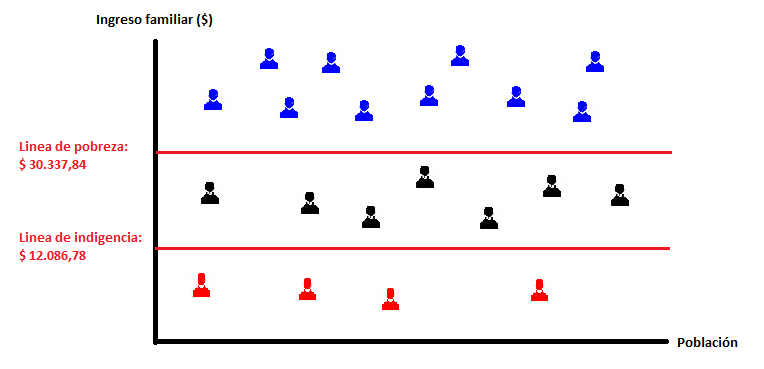 Ingreso familiar ($)
Linea de pobreza:
$ 30.337,84
Linea de indigencia:
$ 12.086,78
Población